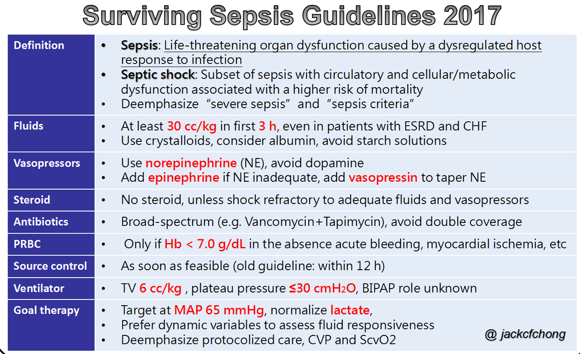 Surviving Sepsis Guidelines 2017
Definition
• Sepsis: Life-threatening organ dysfunction caused by a dysregulated host
response to infection
• Septic shock: Subset of sepsis with circulatory and cellular/metabolic
dysfunction associated with a higher risk of mortality
• Deemphasize “severe sepsis” and “sepsis criteria”
Fluids
• At least 30 cc/kg in first 3 h, even in patients with ESRD and CHF
• Use crystalloids, consider albumin, avoid starch solutions
Vasopressors
• Use norepinephrine (NE), avoid dopamine
• Add epinephrine if NE inadequate, add vasopressin to taper NE
Steroid
• No steroid, unless shock refractory to adequate fluids and vasopressors
Antibiotics
• Broad-spectrum (e.g. Vancomycin+Tapimycin), avoid double coverage
PRBC
• Only if Hb < 7.0 g/dL in the absence acute bleeding, myocardial ischemia, etc
Source control
• As soon as feasible (old guideline: within 12 h)
Ventilator
• TV 6 cc/kg , plateau pressure ≤30 cmH2O, BIPAP role unknown
Goal therapy
• Target at MAP 65 mmHg, normalize lactate,
• Prefer dynamic variables to assess fluid responsiveness
• Deemphasize protocolized care, CVP and ScvO2
@ jackcfchong